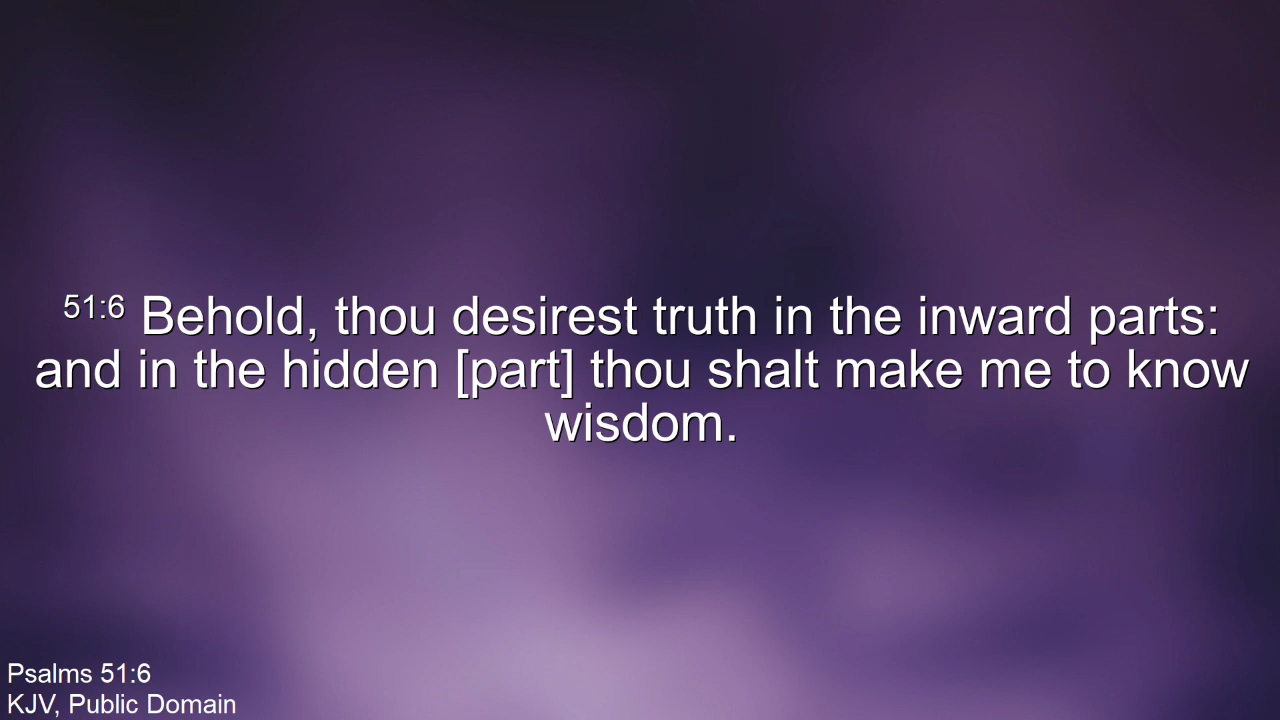 51:6 Behold, thou desirest truth in the inward parts:
and in the hidden [part] thou shalt make me to know
wisdom.
Psalms 51:6
KJV, Public Domain